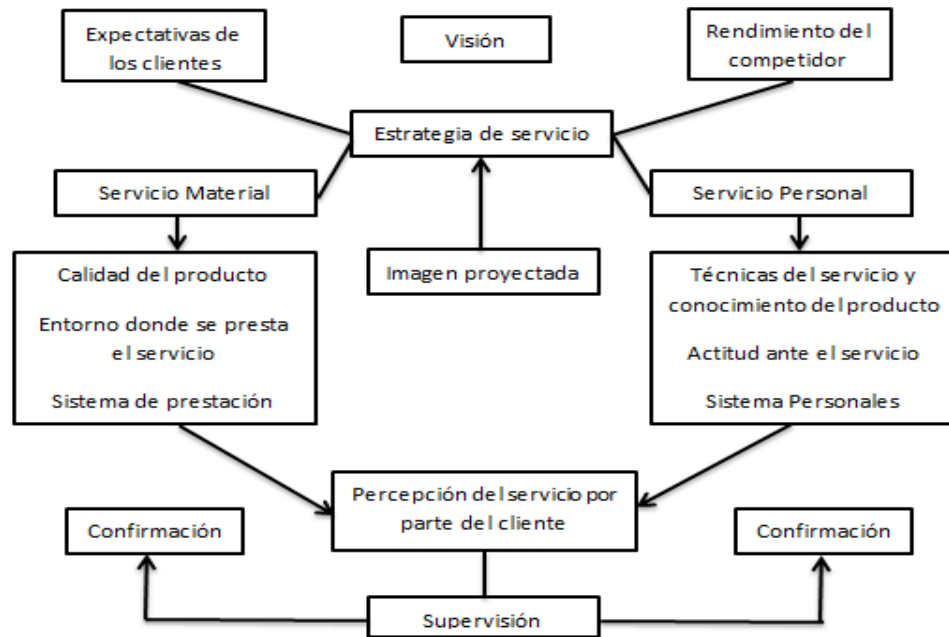 Expectativas de
los clientes
Visión
Rendimiento del
competidor
Estrategia de servicio
Servicio Material
Servicio Personal
Calidad del producto
Entorno donde se presta
el servicio
Sistema de prestación
Imagen proyectada
Técnicas del servicio y
conocimiento del producto
Actitud ante el servicio
Sistema Personales
Percepción del servicio por
parte del cliente
Confirmación
Confirmación
Supervisión